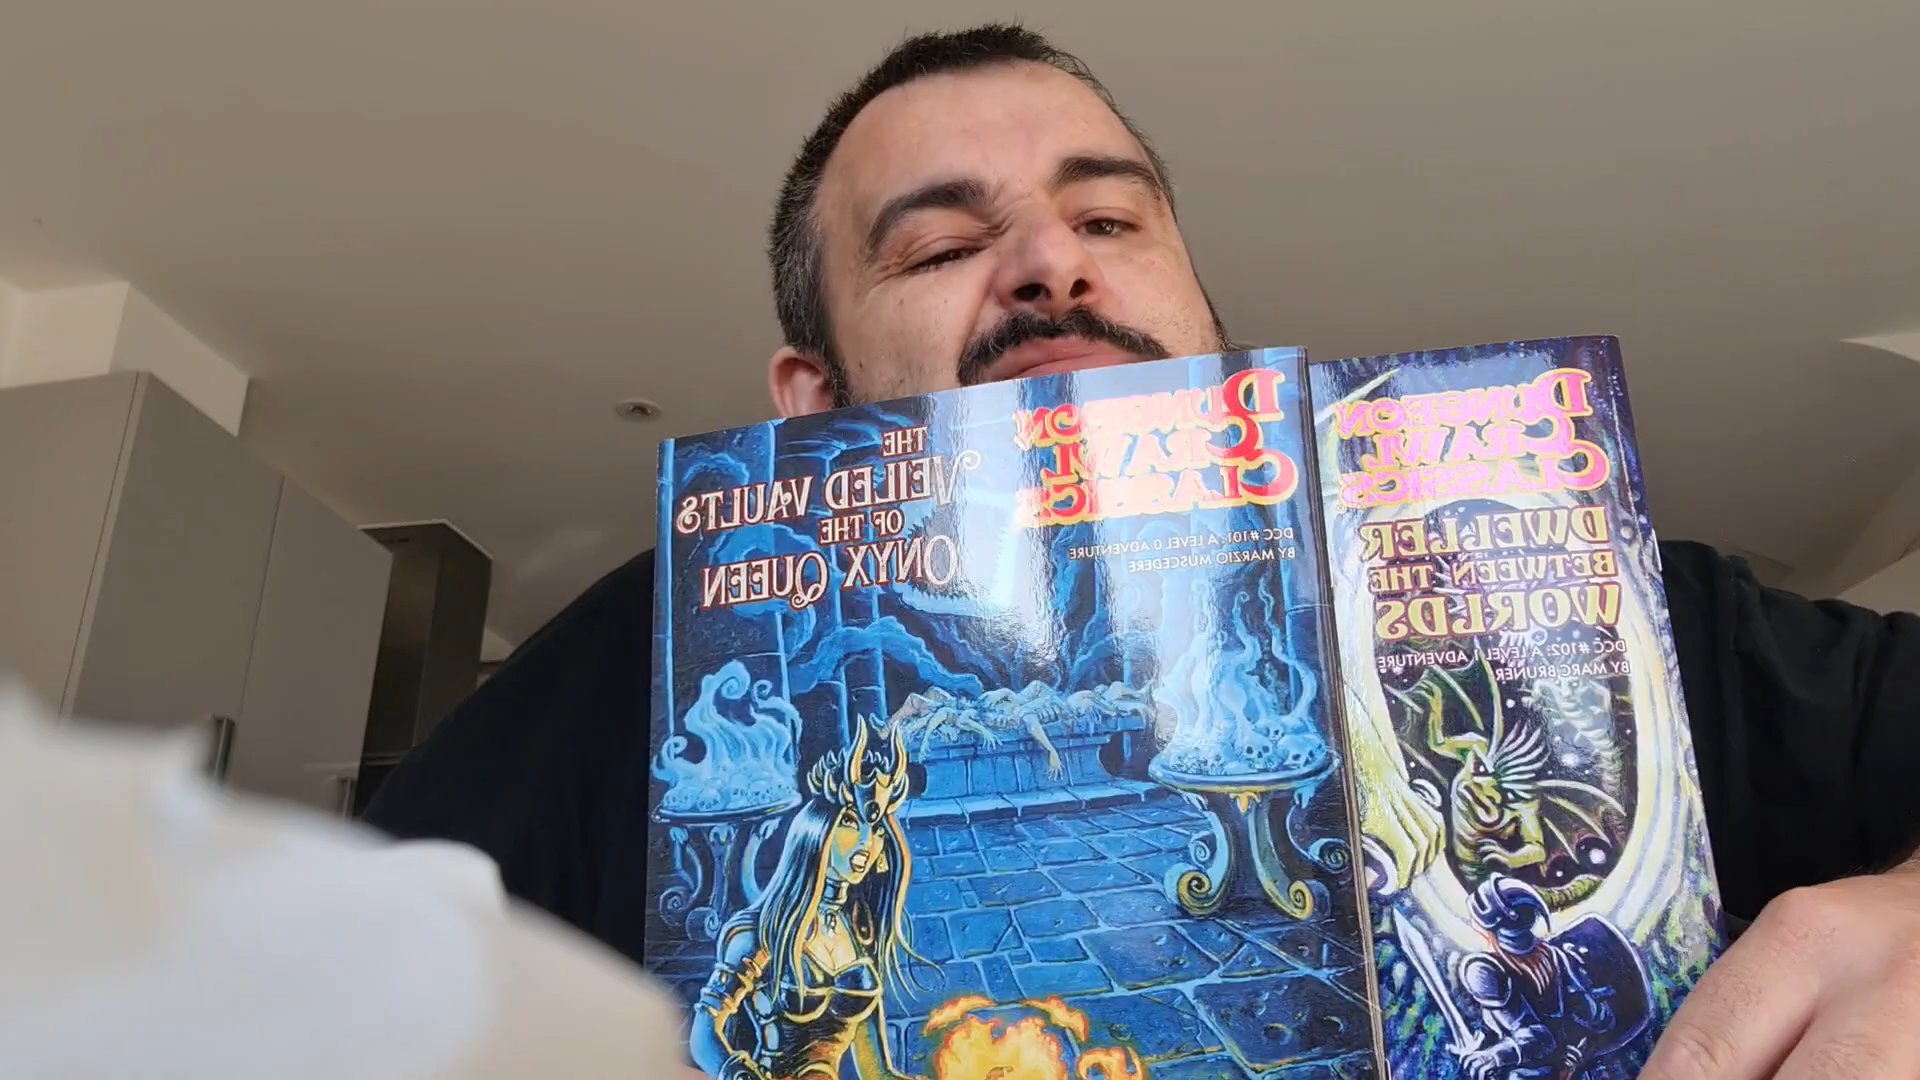 THE
VEILED VAULTS
OF THE
ONYX QUEEN
DUNGEON
CRAWL
CLASSICS
DCC #101: A LEVEL 0 ADVENTURE
BY MARZIO MUSCEDERE
DUNGEON
CRAWL
CLASSICS
DWELLER
BETWEEN THE
WORLDS
DCC #102: A LEVEL 1 ADVENTURE
BY MARC BRUNER